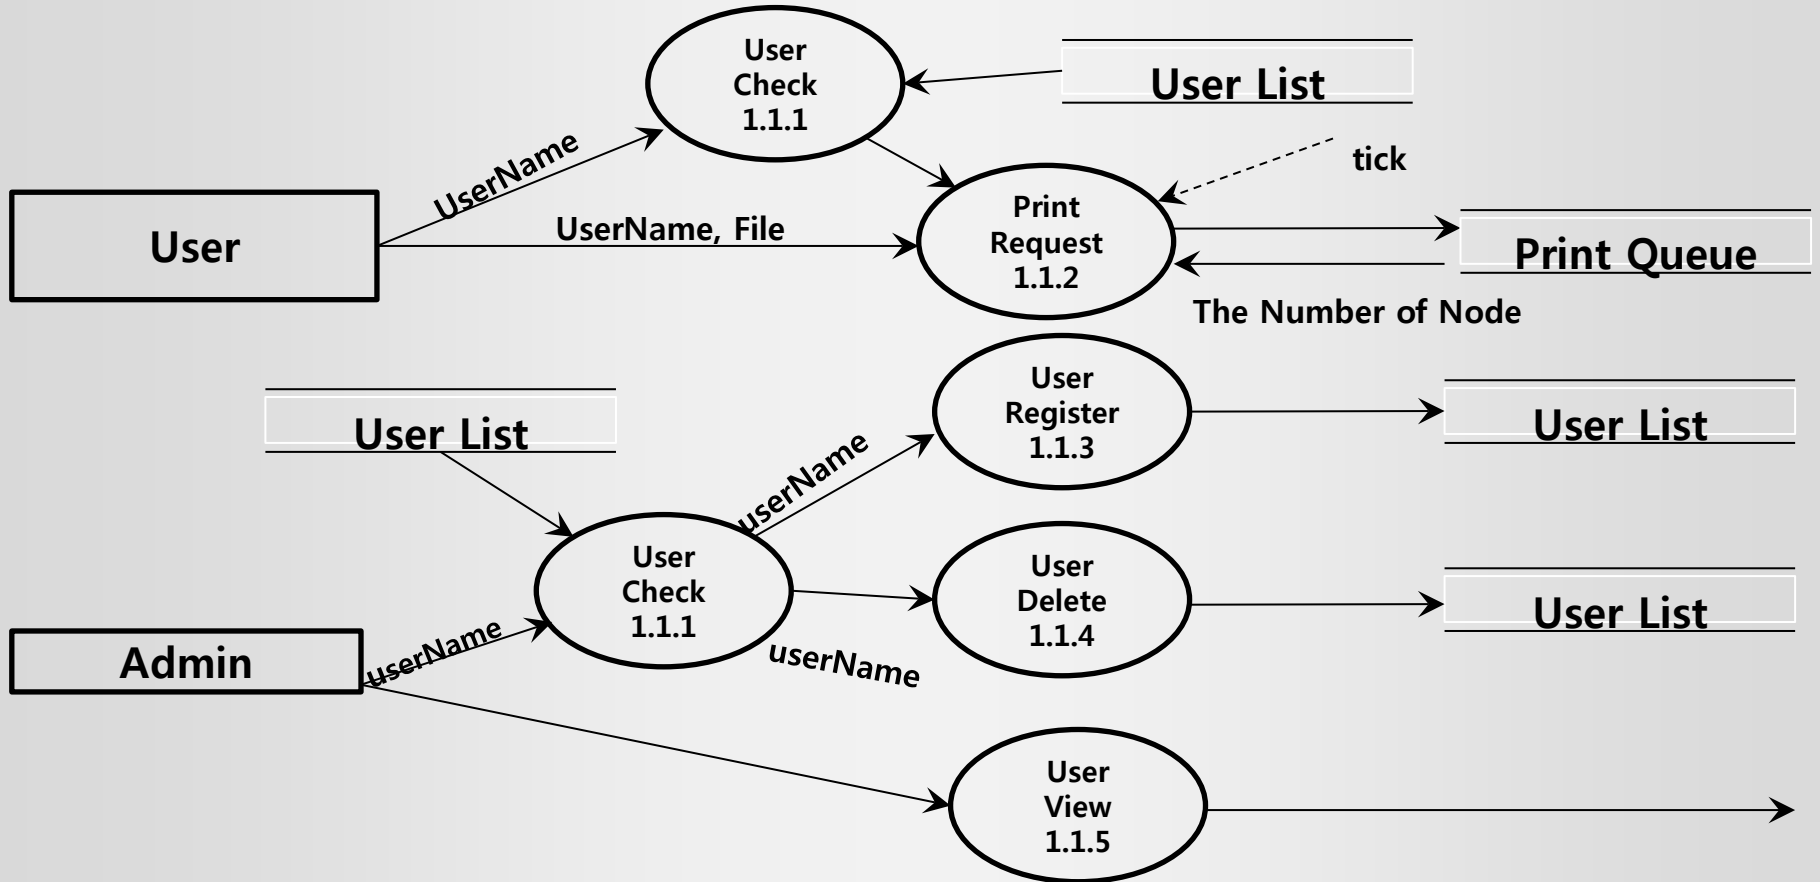 User
Check
1.1.1
User List
UserName
tick
User
UserName, File
Print
Request
1.1.2
Print Queue
The Number of Node
User List
User
Register
1.1.3
User List
userName
User
Check
1.1.1
User
Delete
1.1.4
User List
Admin
userName
userName
User
View
1.1.5